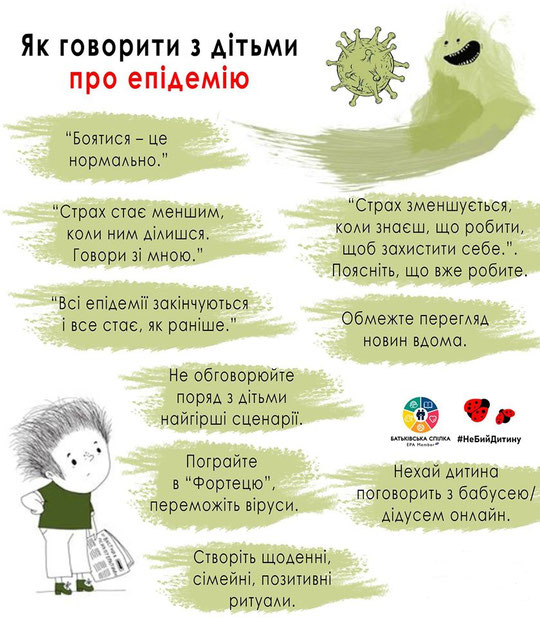 Як говорити з дітьми
про епідемію
“Боятися – це
нормально.”
“Страх стає меншим,
коли ним ділишся.
Говори зі мною.”
“Страх зменшується,
коли знаєш, що робити,
щоб захистити себе.”.
Поясніть, що вже робите.
“Всі епідемії закінчуються
і все стає, як раніше.”
Обмежте перегляд
новин вдома.
Не обговорюйте
поряд з дітьми
найгірші сценарії.
БАТЬКІВСЬКА СПІЛКА
EPA Member
#НеБийДитину
Пограйте
в “Фортецю”,
переможіть віруси.
Нехай дитина
поговорить з бабусею/
дідусем онлайн.
Створіть щоденні,
сімейні, позитивні
ритуали.